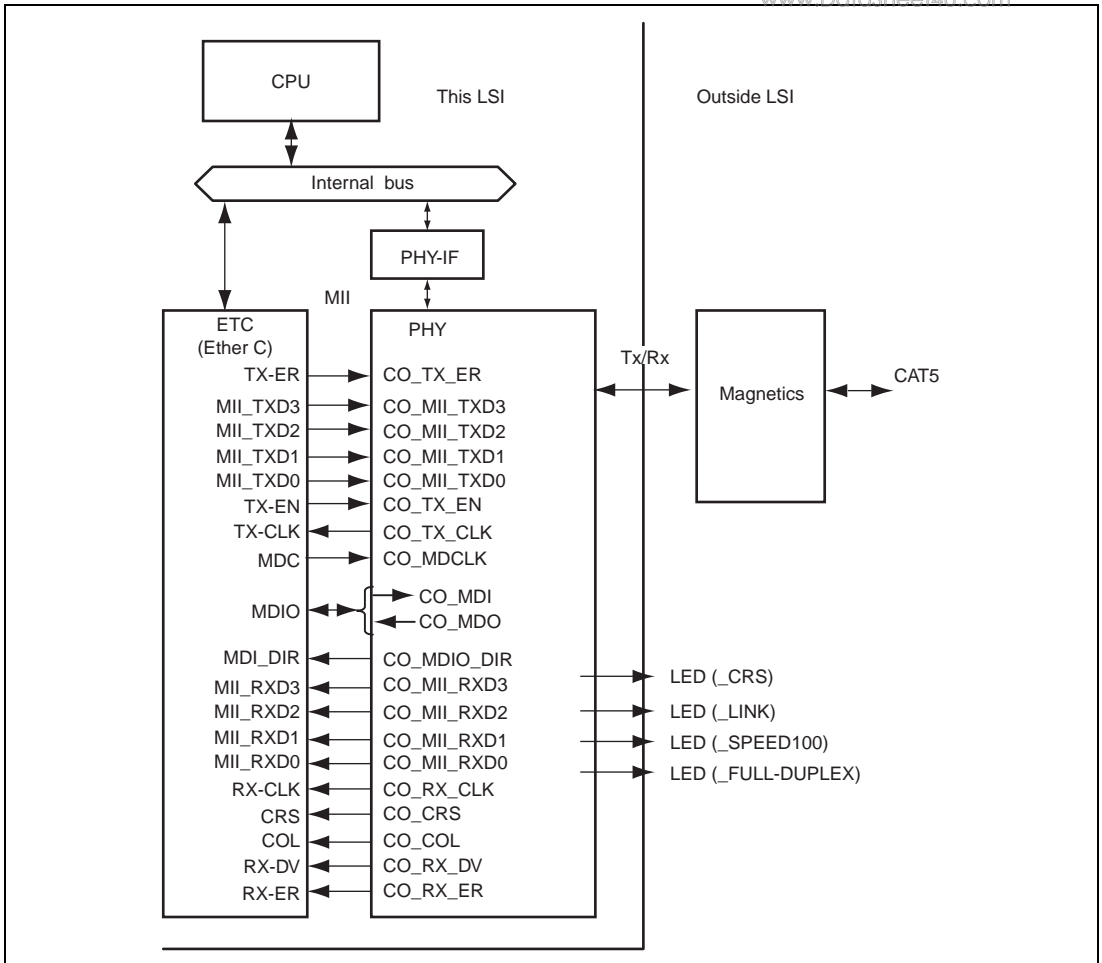 CPU
This LSI
Outside LSI
Internal bus
PHY-IF
MII
ETC
(Ether C)
PHY
Tx/Rx
Magnetics
CAT5
TX-ER CO_TX_ER
MII_TXD3 CO_MII_TXD3
MII_TXD2 CO_MII_TXD2
MII_TXD1 CO_MII_TXD1
MII_TXD0 CO_MII_TXD0
TX-EN CO_TX_EN
TX-CLK CO_TX_CLK
MDC CO_MDCLK
MDIO
CO_MDI
CO_MDO
MDI_DIR CO_MDIO_DIR
MII_RXD3 CO_MII_RXD3
MII_RXD2 CO_MII_RXD2
MII_RXD1 CO_MII_RXD1
MII_RXD0 CO_MII_RXD0
RX-CLK CO_RX_CLK
CRS CO_CRS
COL CO_COL
RX-DV CO_RX_DV
RX-ER CO_RX_ER
LED (_CRS)
LED (_LINK)
LED (_SPEED100)
LED (_FULL-DUPLEX)